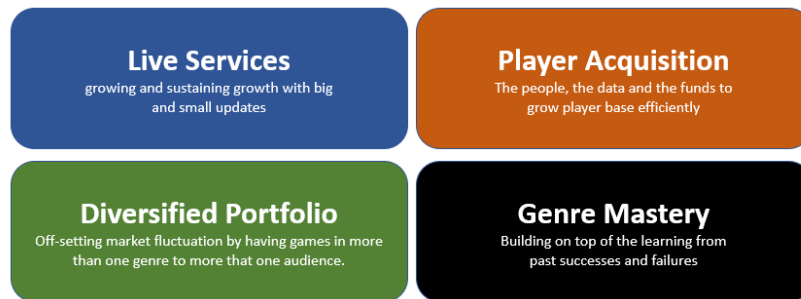 Live Services
growing and sustaining growth with big
and small updates
Player Acquisition
The people, the data and the funds to
grow player base efficiently
Diversified Portfolio
Off-setting market fluctuation by having games in more
than one genre to more that one audience.
Genre Mastery
Building on top of the learning from
past successes and failures